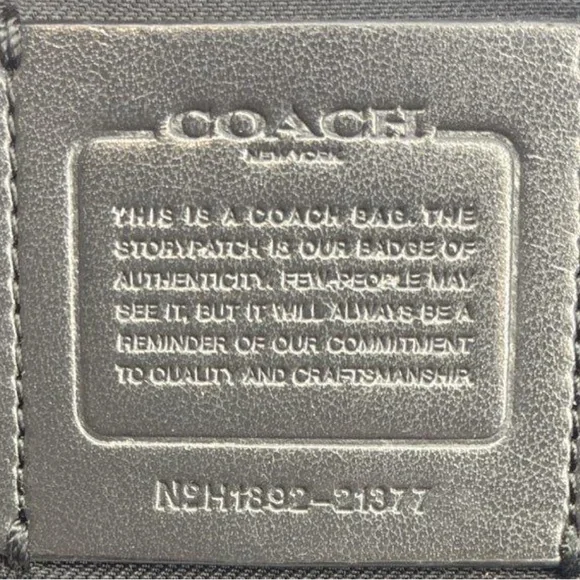 COACH
NEW YORK
THIS IS A COACH BAG. THE
STORYPATCH IS OUR BADGE OF
AUTHENTICITY. FEW PEOPLE MAY
SEE IT, BUT IT WILL ALWAYS BE A
REMINDER OF OUR COMMITMENT
TO QUALITY AND CRAFTSMANSHIP.
NºH1892-21377